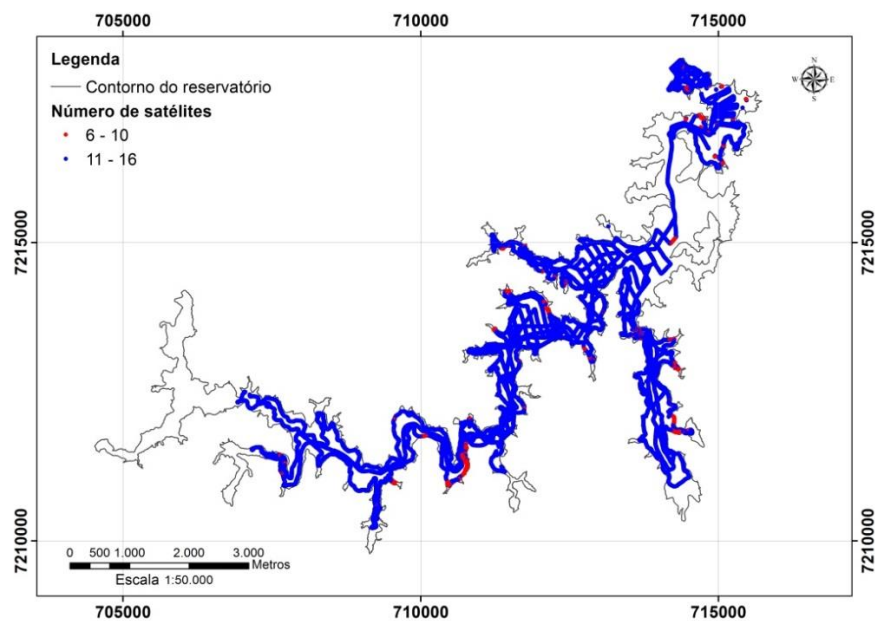 705000 710000 715000
Legenda
Contorno do reservatório
Número de satélites
6 - 10
11 - 16
N
W E
S
7215000 7215000
7210000 7210000
0 500 1.000 2.000 3.000
Metros
Escala 1:50.000
705000 710000 715000